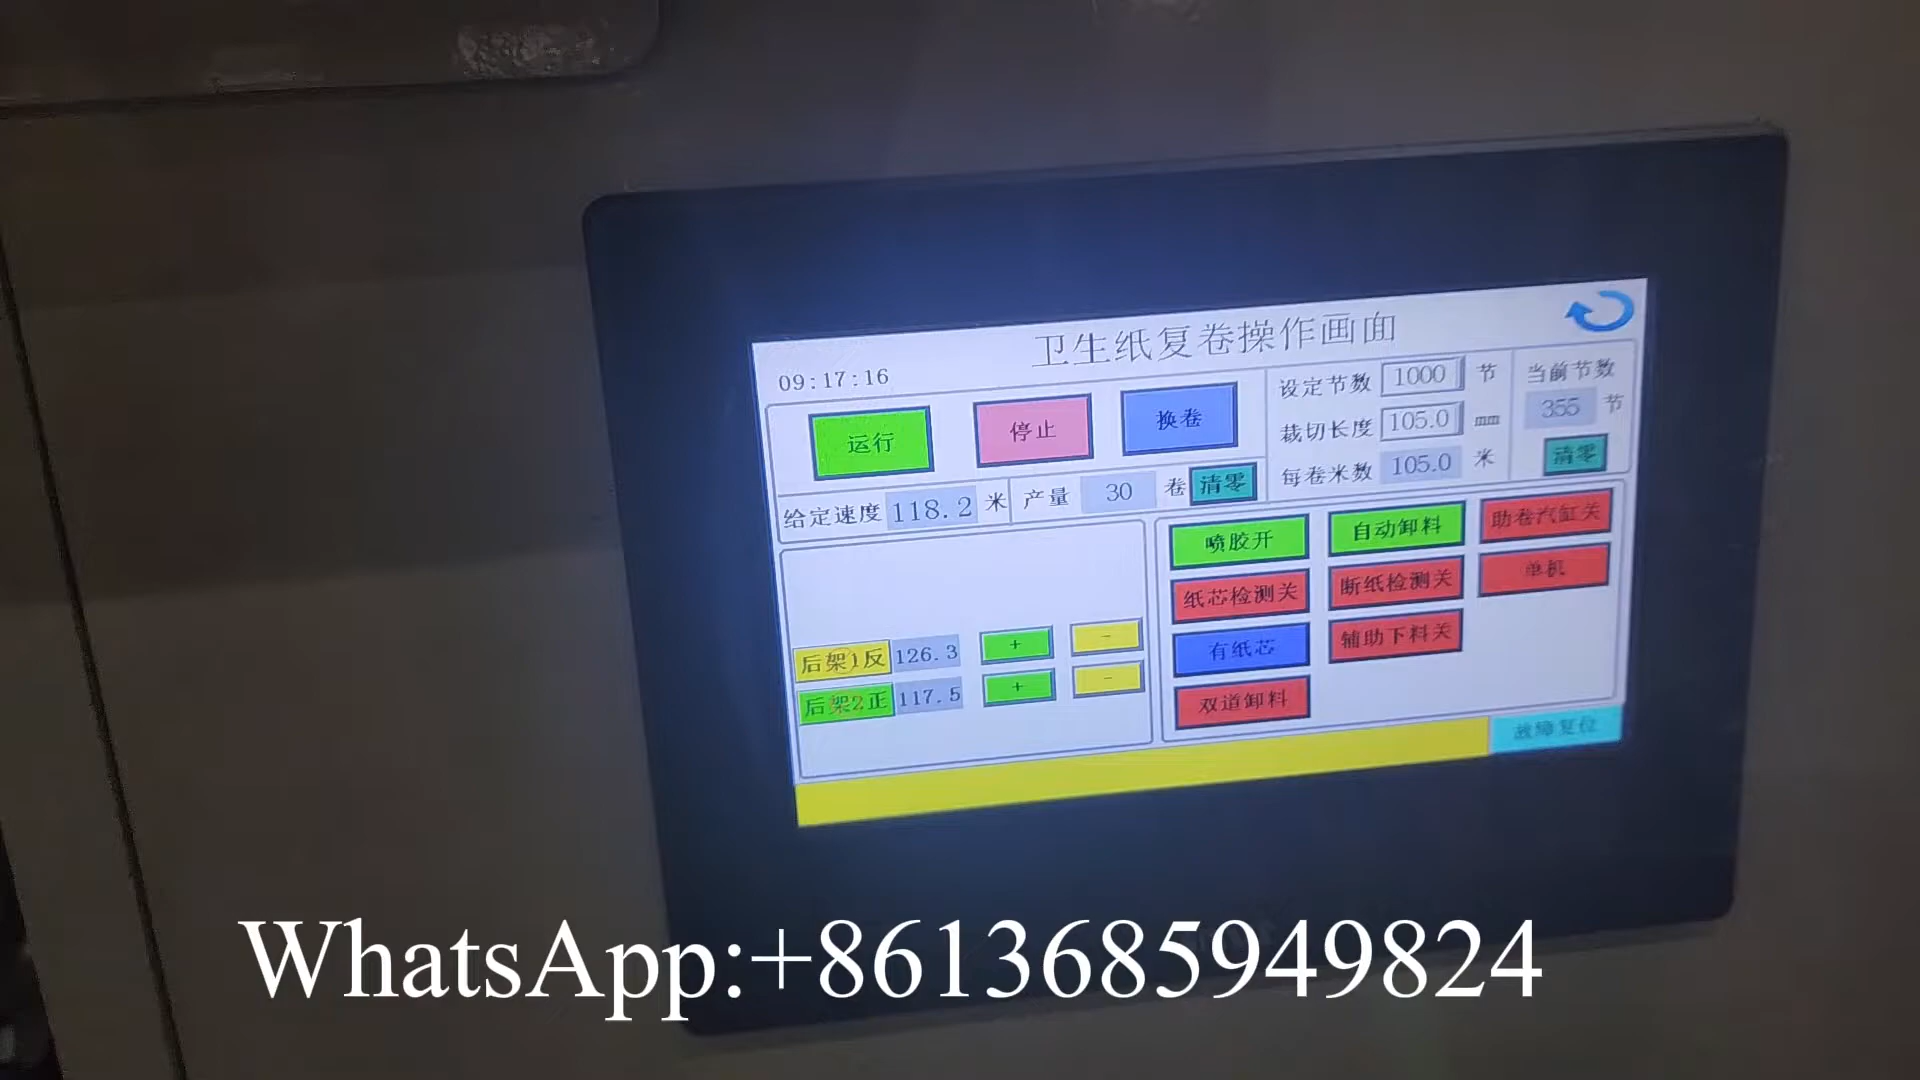 卫生纸复卷操作画面
09:17:16
运行
停止
换卷
设定节数 1000 节
裁切长度 105.0 mm
每卷米数 105.0 米
当前节数
355 节
清零
给定速度 118.2 米
产量 30 卷 清零
喷胶开
自动卸料
助卷汽缸关
纸芯检测关
断纸检测关
单机
有纸芯
辅助下料关
双道卸料
后架1反 126.3 + -
后架2正 117.5 + -
故障复位
WhatsApp:+8613685949824